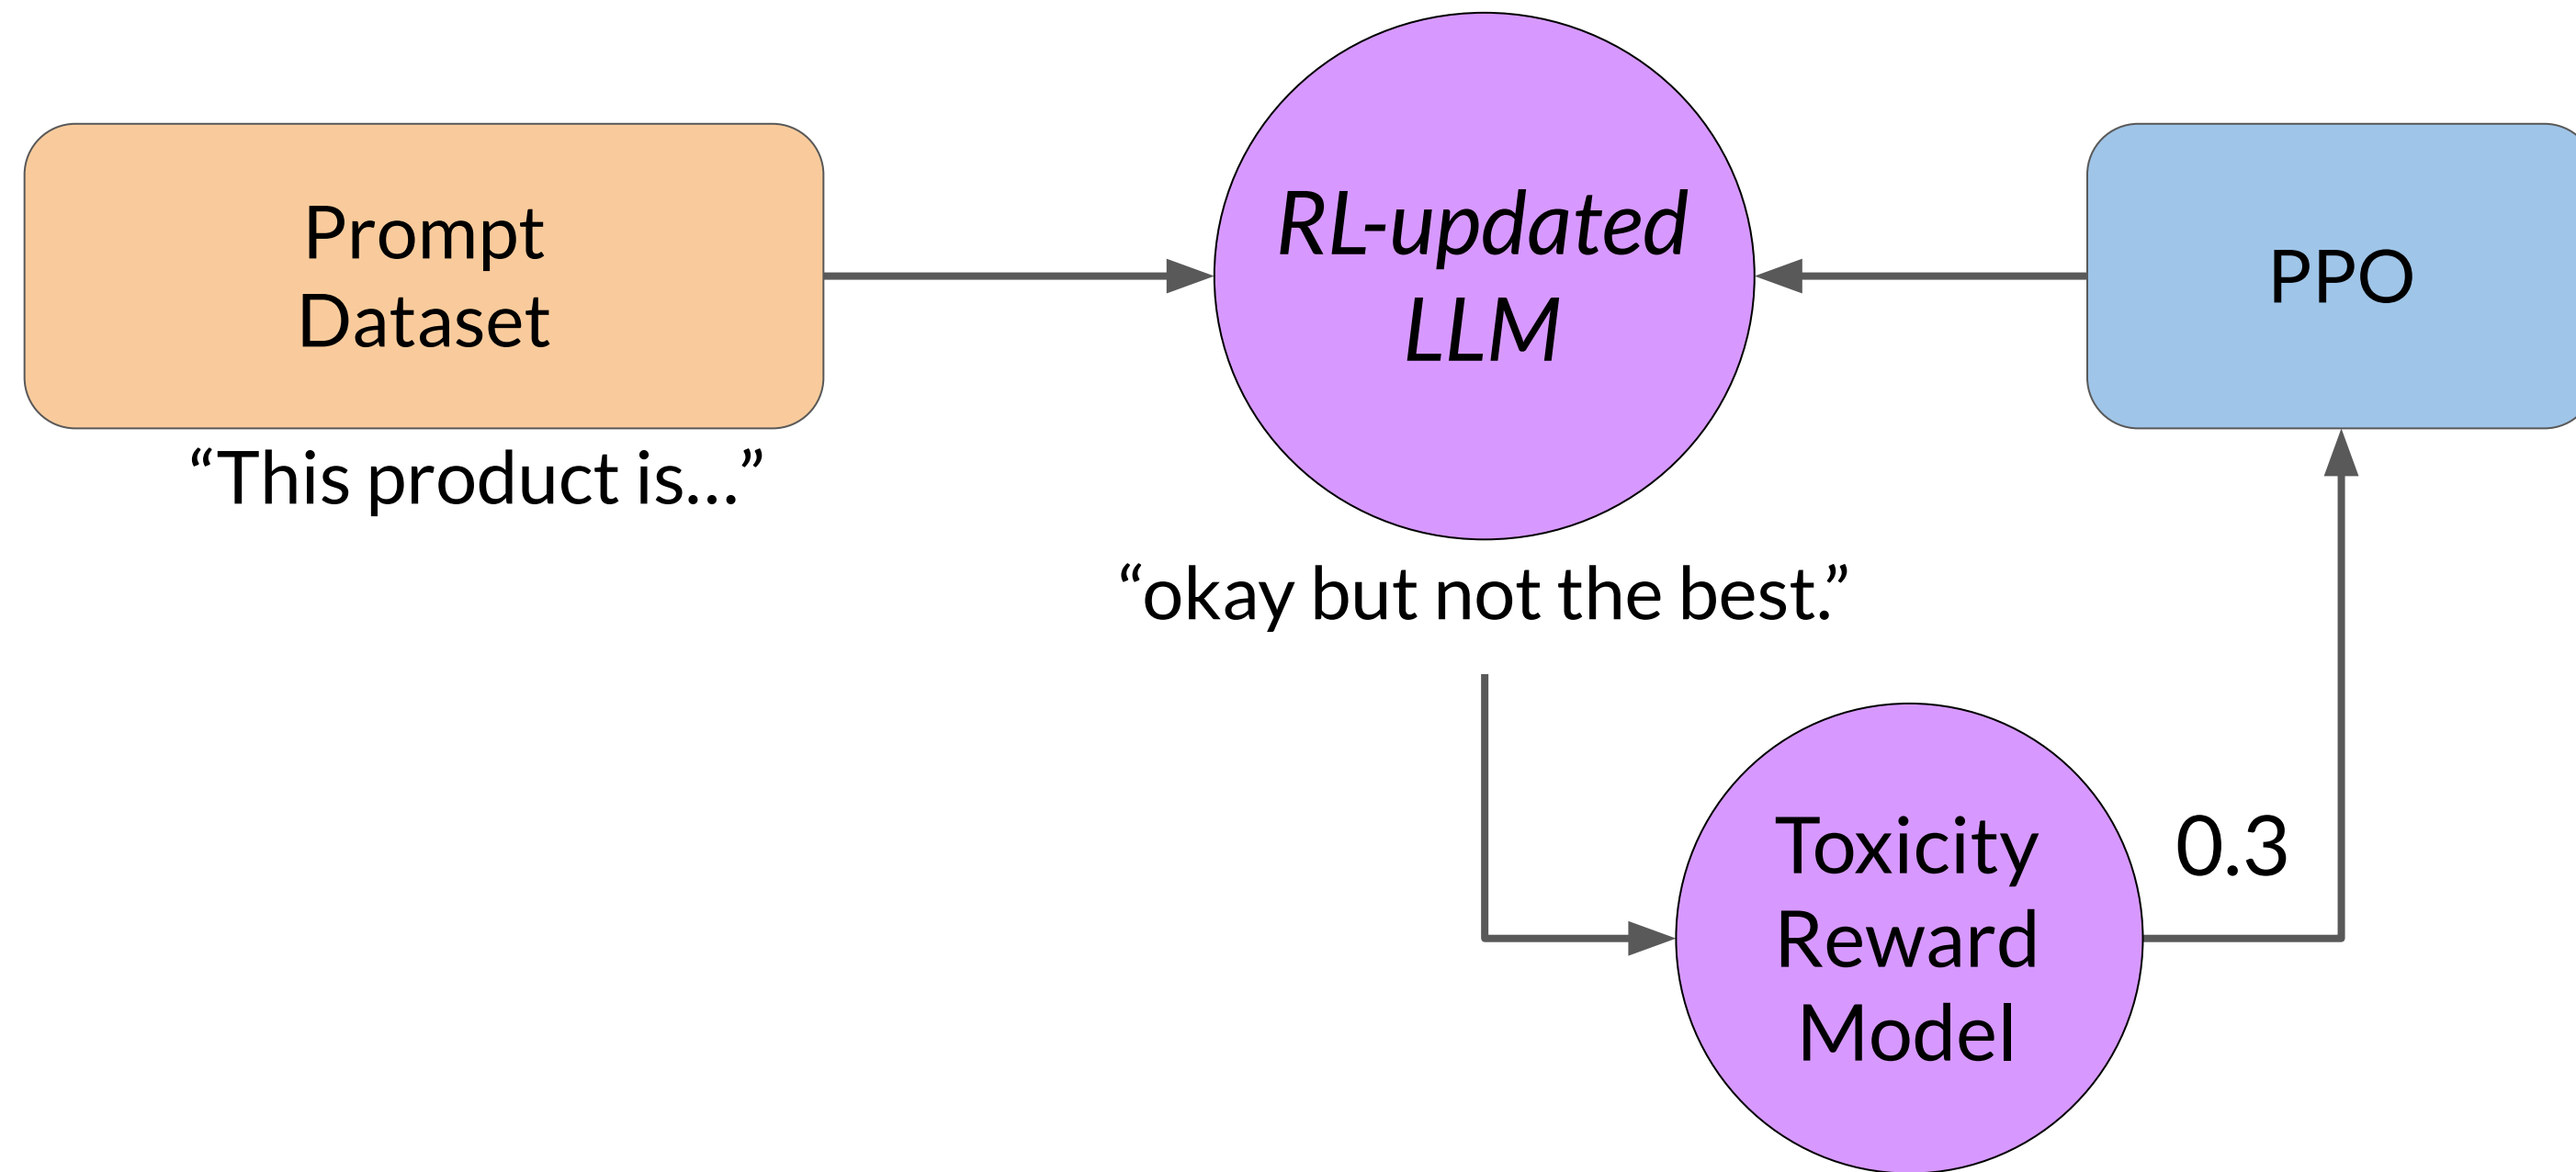 Prompt
Dataset
“This product is...”
RL-updated
LLM
“okay but not the best.”
PPO
Toxicity
Reward
Model
0.3